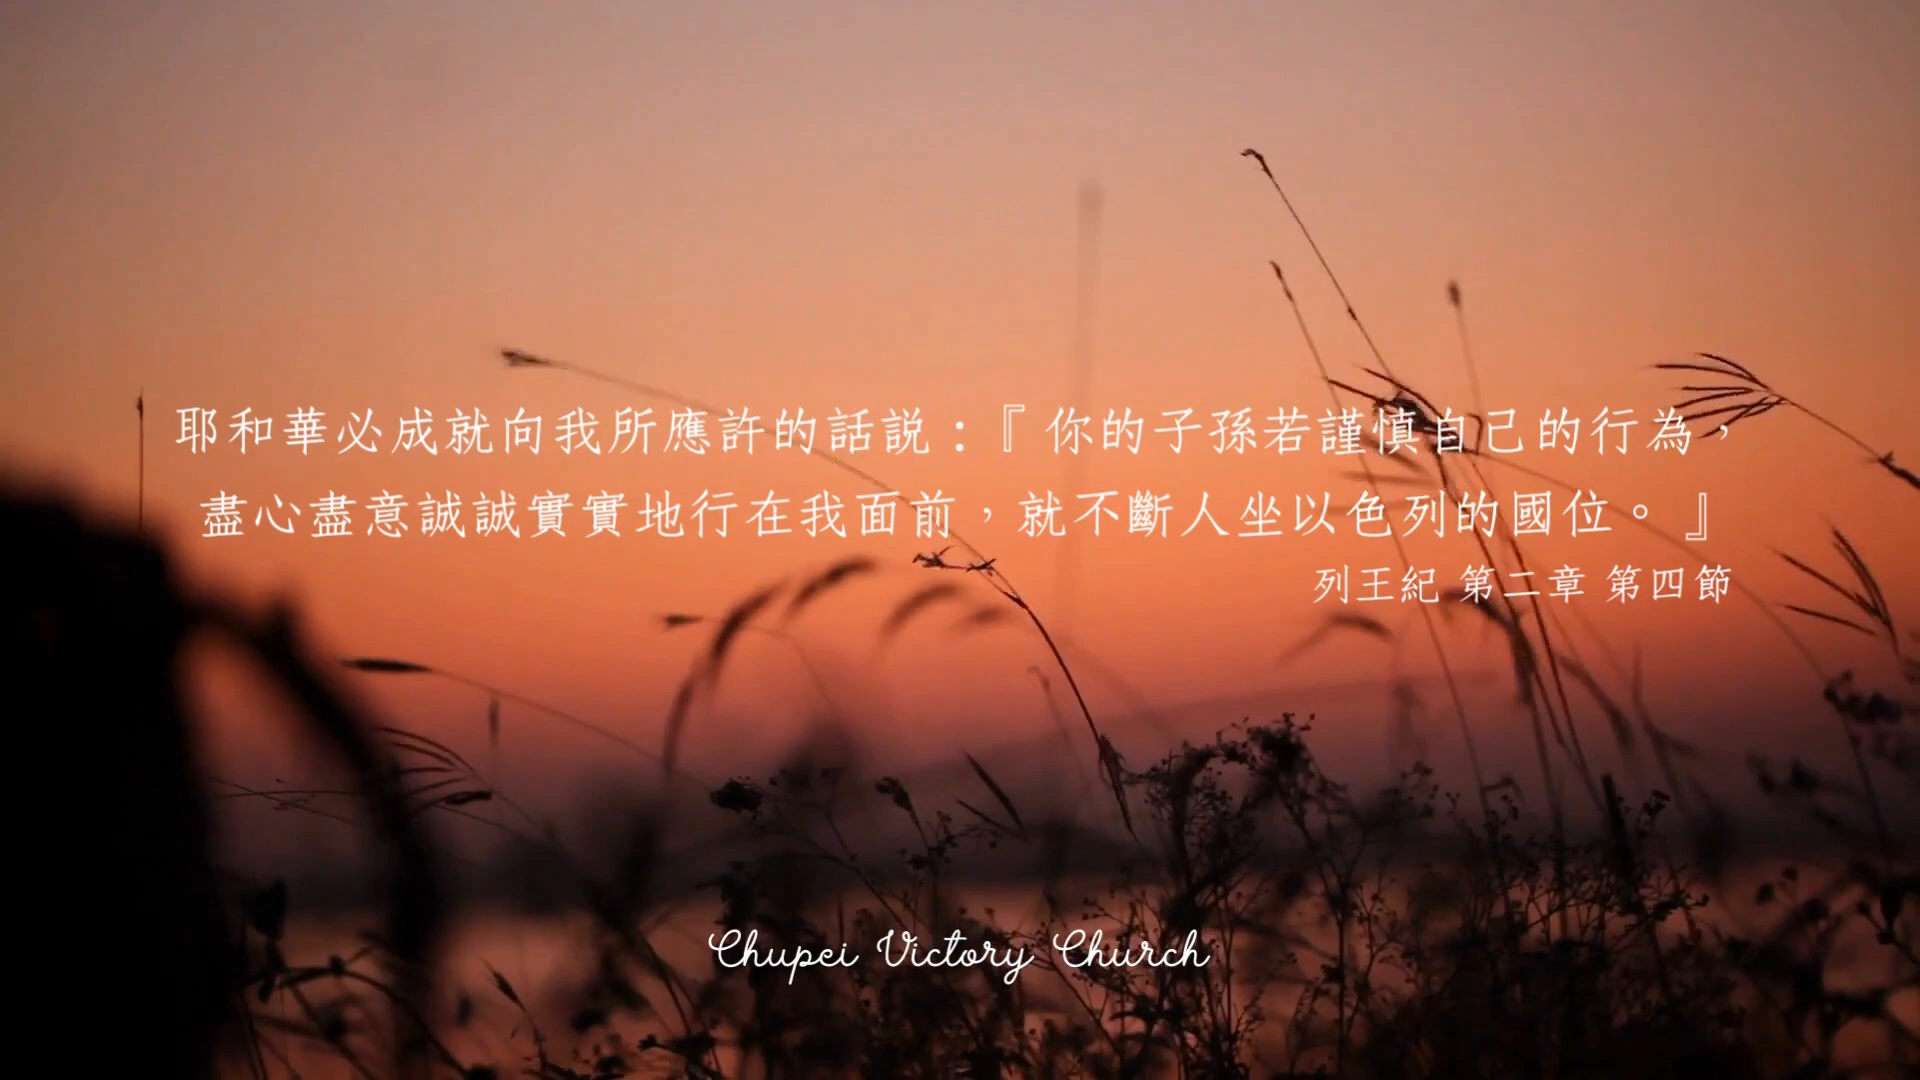 耶和華必成就向我所應許的話説：『 你的子孫若謹慎自己的行為，
盡心盡意誠誠實實地行在我面前，就不斷人坐以色列的國位。 』
列王紀 第二章 第四節
Chupei Victory Church